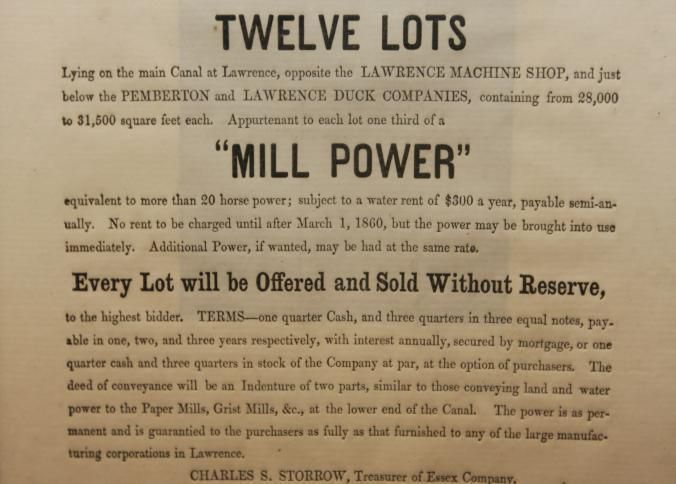 TWELVE LOTS
Lying on the main Canal at Lawrence, opposite the LAWRENCE MACHINE SHOP, and just
below the PEMBERTON and LAWRENCE DUCK COMPANIES, containing from 28,000
to 31,500 square feet each. Appurtenant to each lot one third of a
"MILL POWER"
equivalent to more than 20 horse power; subject to a water rent of $300 a year, payable semi-an-
ually. No rent to be charged until after March 1, 1860, but the power may be brought into use
immediately. Additional Power, if wanted, may be had at the same rate.
Every Lot will be Offered and Sold Without Reserve,
to the highest bidder. TERMS—one quarter Cash, and three quarters in three equal notes, pay-
able in one, two, and three years respectively, with interest annually, secured by mortgage, or one
quarter cash and three quarters in stock of the Company at par, at the option of purchasers. The
deed of conveyance will be an Indenture of two parts, similar to those conveying land and water
power to the Paper Mills, Grist Mills, &c., at the lower end of the Canal. The power is as per-
manent and is guarantied to the purchasers as fully as that furnished to any of the large manufac-
turing corporations in Lawrence.
CHARLES S. STORROW, Treasurer of Essex Company.